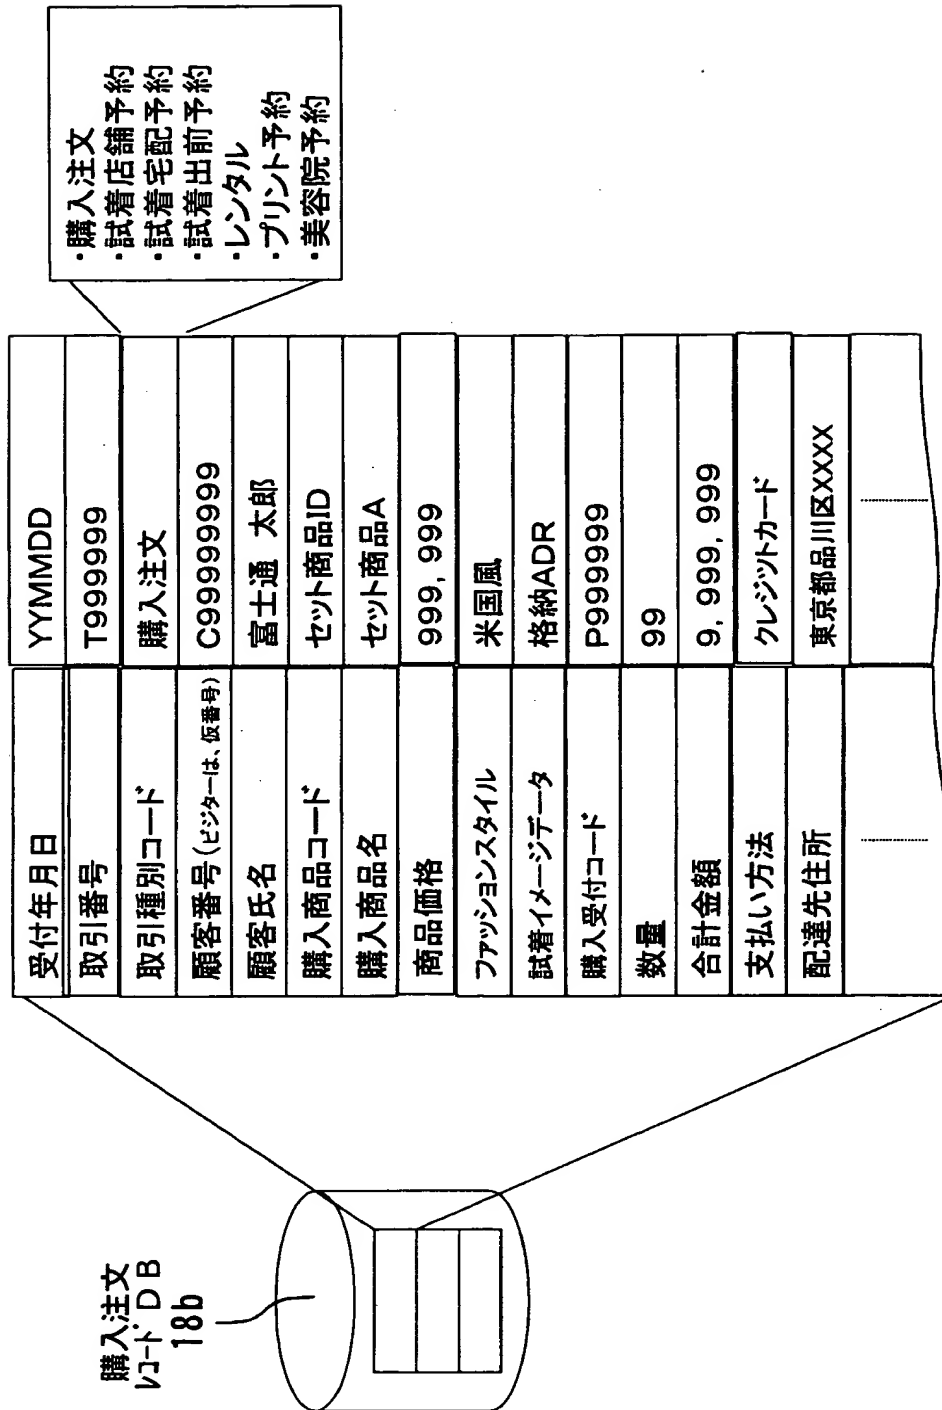 購入注文
レコードDB
18b
受付年月日 YYMMDD
取引番号 T999999
取引種別コード 購入注文
顧客番号(ビジターは、仮番号) C99999999
顧客氏名 富士通 太郎
購入商品コード セット商品ID
購入商品名 セット商品A
商品価格 999, 999
ファッションスタイル 米国風
試着イメージデータ 格納ADR
購入受付コード P999999
数量 99
合計金額 9, 999, 999
支払い方法 クレジットカード
配達先住所 東京都品川区XXXX
・購入注文
・試着店舗予約
・試着宅配予約
・試着出前予約
・レンタル
・プリント予約
・美容院予約